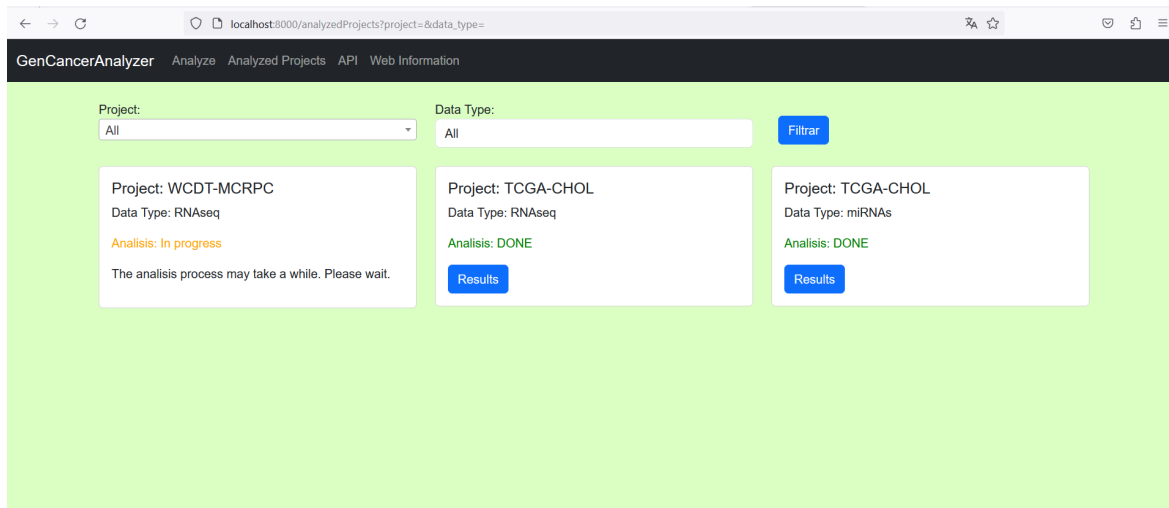 localhost:8000/analyzedProjects?project=&data_type=
GenCancerAnalyzer Analyze Analyzed Projects API Web Information
Project:
All
Data Type:
All
Filtrar
Project: WCDT-MCRPC
Data Type: RNAseq
Analisis: In progress
The analisis process may take a while. Please wait.
Project: TCGA-CHOL
Data Type: RNAseq
Analisis: DONE
Results
Project: TCGA-CHOL
Data Type: miRNAs
Analisis: DONE
Results